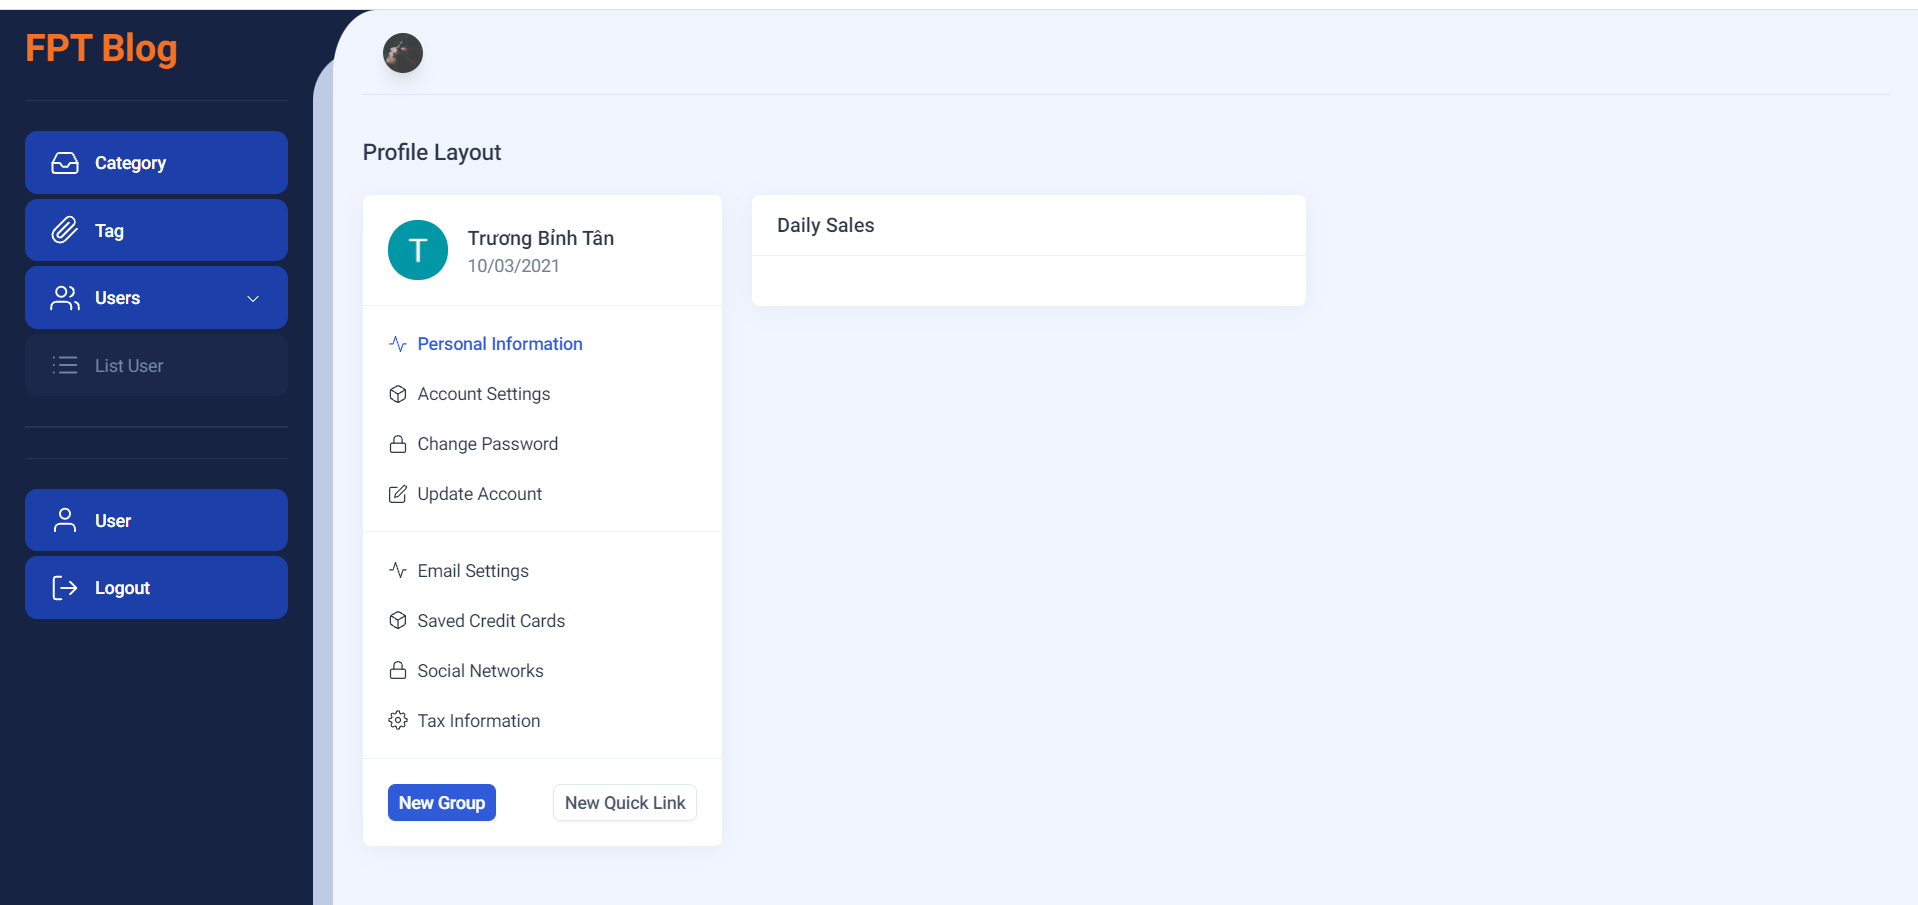 FPT Blog
Category
Tag
Users
List User
User
Logout
Profile Layout
T
Trương Bỉnh Tân
10/03/2021
Personal Information
Account Settings
Change Password
Update Account
Email Settings
Saved Credit Cards
Social Networks
Tax Information
New Group
New Quick Link
Daily Sales